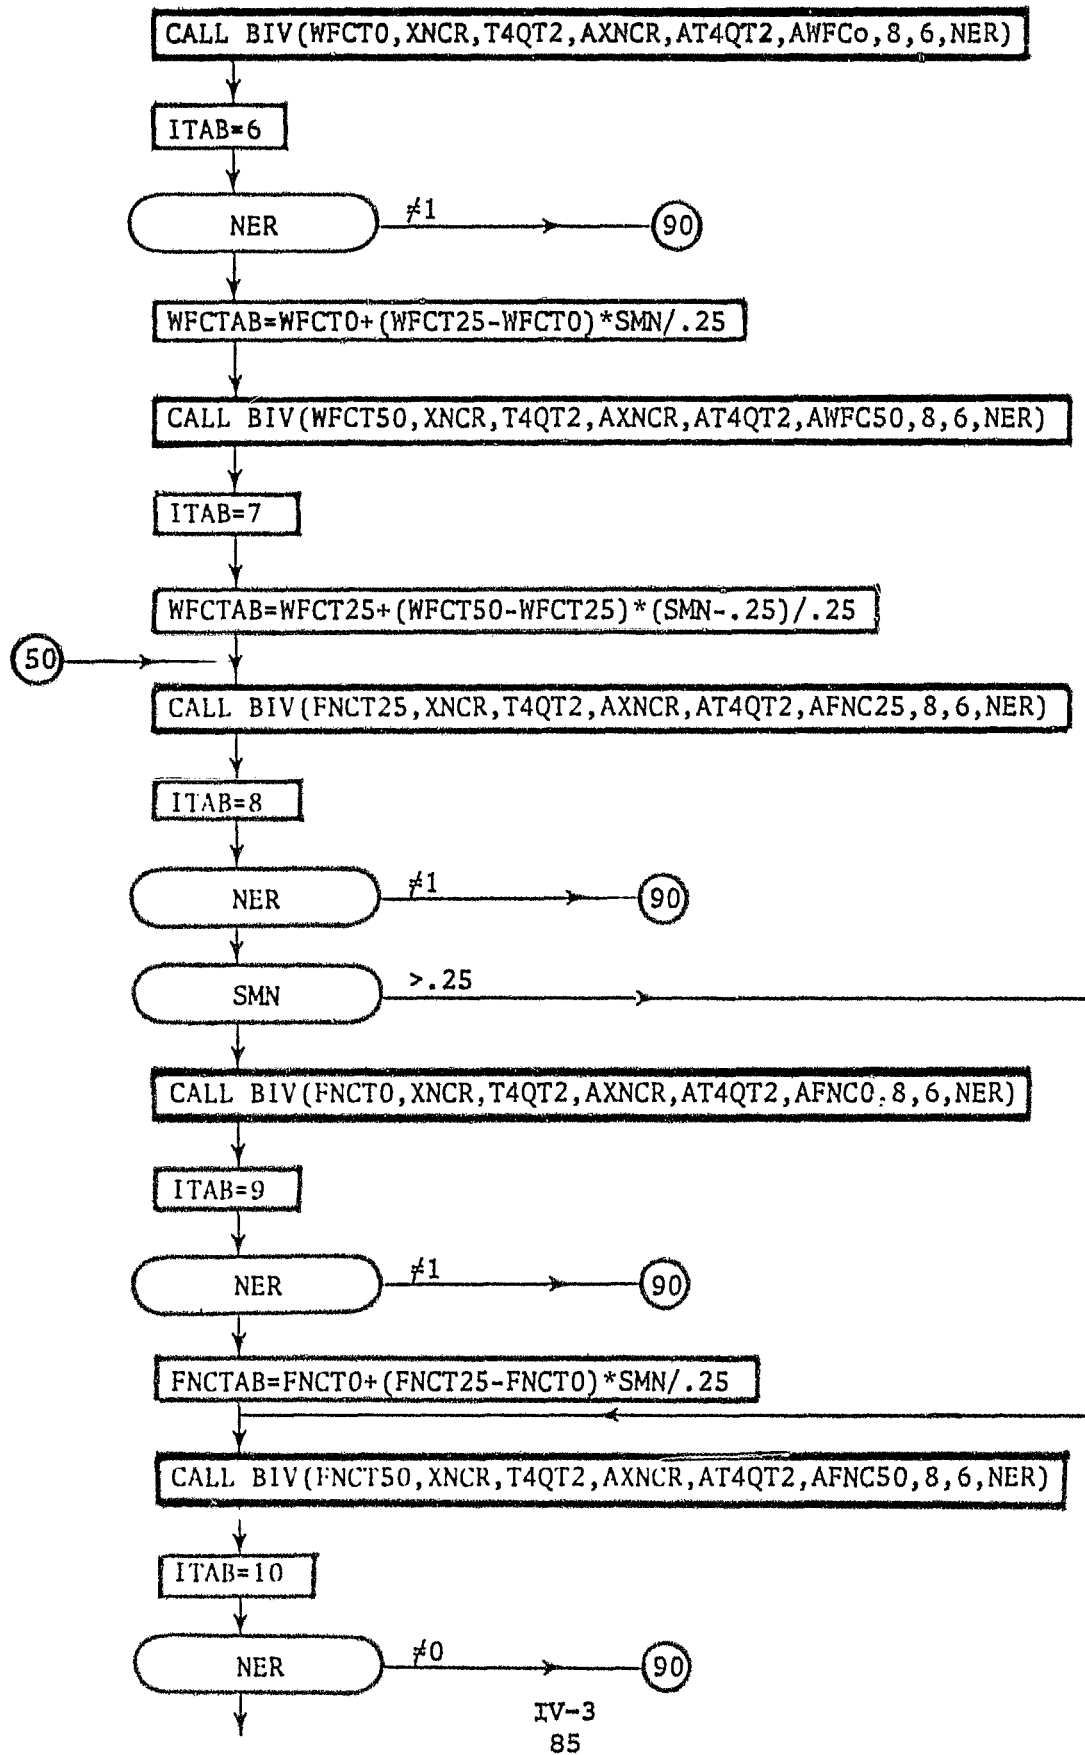 CALL BIV(WFCT0,XNCR,T4QT2,AXNCR,AT4QT2,AWFCo,8,6,NER)
ITAB=6
NER ≠1 90
WFCTAB=WFCT0+(WFCT25-WFCT0)*SMN/.25
CALL BIV(WFCT50,XNCR,T4QT2,AXNCR,AT4QT2,AWFC50,8,6,NER)
ITAB=7
WFCTAB=WFCT25+(WFCT50-WFCT25)*(SMN-.25)/.25
50
CALL BIV(FNCT25,XNCR,T4QT2,AXNCR,AT4QT2,AFNC25,8,6,NER)
ITAB=8
NER ≠1 90
SMN >.25
CALL BIV(FNCT0,XNCR,T4QT2,AXNCR,AT4QT2,AFNC0,8,6,NER)
ITAB=9
NER ≠1 90
FNCTAB=FNCT0+(FNCT25-FNCT0)*SMN/.25
CALL BIV(FNCT50,XNCR,T4QT2,AXNCR,AT4QT2,AFNC50,8,6,NER)
ITAB=10
NER ≠0 90
IV-3
85